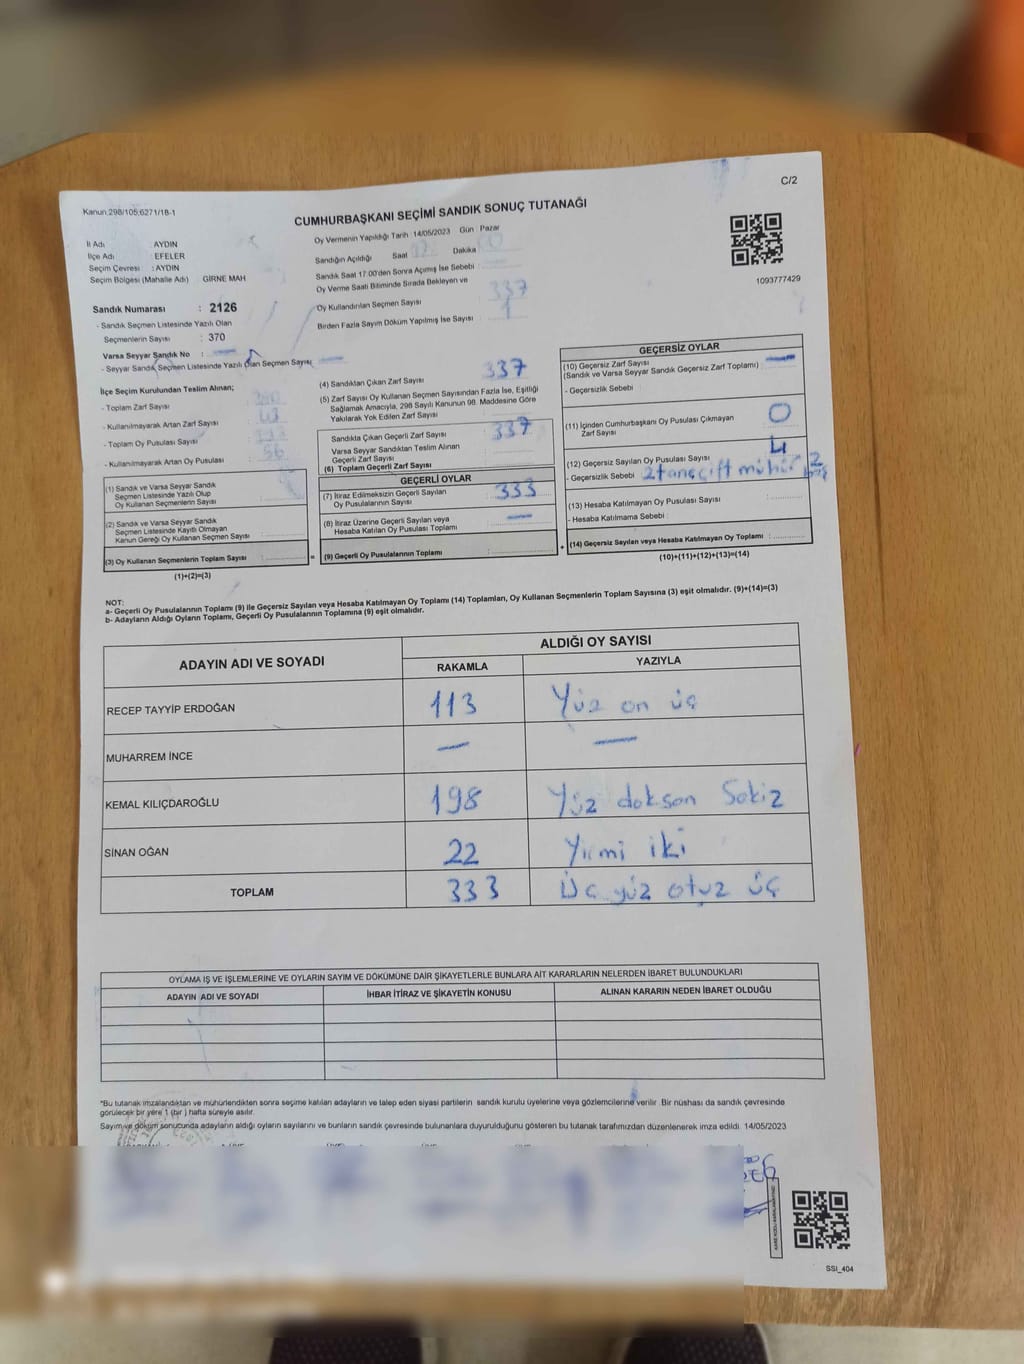 C/2
Kanun:298/105;6271/18-1
CUMHURBAŞKANI SEÇİMİ SANDIK SONUÇ TUTANAĞI
İl Adı : AYDIN
İlçe Adı : EFELER
Seçim Çevresi : AYDIN
Seçim Bölgesi (Mahalle Adı) GİRNE MAH
Sandık Numarası : 2126
- Sandık Seçmen Listesinde Yazılı Olan
Seçmenlerin Sayısı : 370
Varsa Seyyar Sandık No : —
- Seyyar Sandık Seçmen Listesinde Yazılı Olan Seçmen Sayısı —
Oy Vermenin Yapıldığı Tarih :14/05/2023 Gün : Pazar
Sandığın Açıldığı Saat Dakika
Sandık Saat 17:00'den Sonra Açımış İse Sebebi :
Oy Verme Saati Bitiminde Sırada Bekleyen ve
Oy Kullandırılan Seçmen Sayısı 337
Birden Fazla Sayım Döküm Yapılmış İse Sayısı : 1
1093777429
İlçe Seçim Kurulundan Teslim Alınan;
- Toplam Zarf Sayısı
- Kullanılmayarak Artan Zarf Sayısı
- Toplam Oy Pusulası Sayısı
- Kullanılmayarak Artan Oy Pusulası
(1) Sandık ve Varsa Seyyar Sandık
Seçmen Listesinde Yazılı Olup
Oy Kullanan Seçmenlerin Sayısı
(2) Sandık ve Varsa Seyyar Sandık
Seçmen Listesinde Kayıtlı Olmayan
Kanun Gereği Oy Kullanan Seçmen Sayısı
(3) Oy Kullanan Seçmenlerin Toplam Sayısı
(1)+(2)=(3)
=
(4) Sandıktan Çıkan Zarf Sayısı 337
(5) Zarf Sayısı Oy Kullanan Seçmen Sayısından Fazla İse, Eşitliği
Sağlamak Amacıyla, 298 Sayılı Kanunun 98. Maddesine Göre
Yakılarak Yok Edilen Zarf Sayısı
Sandıkta Çıkan Geçerli Zarf Sayısı 337
Varsa Seyyar Sandıktan Teslim Alınan
Geçerli Zarf Sayısı
(6) Toplam Geçerli Zarf Sayısı
GEÇERLİ OYLAR
(7) İtiraz Edilmeksizin Geçerli Sayılan
Oy Pusulalarının Sayısı 333
(8) İtiraz Üzerine Geçerli Sayılan veya
Hesaba Katılan Oy Pusulası Toplamı —
(9) Geçerli Oy Pusulalarının Toplamı
+
GEÇERSİZ OYLAR
(10) Geçersiz Zarf Sayısı
(Sandık ve Varsa Seyyar Sandık Geçersiz Zarf Toplamı) —
- Geçersizlik Sebebi :
(11) İçinden Cumhurbaşkanı Oy Pusulası Çıkmayan
Zarf Sayısı 0
(12) Geçersiz Sayılan Oy Pusulası Sayısı 4
- Geçersizlik Sebebi 2 tane çift mühür 2 boş
(13) Hesaba Katılmayan Oy Pusulası Sayısı
- Hesaba Katılmama Sebebi :
(14) Geçersiz Sayılan veya Hesaba Katılmayan Oy Toplamı
(10)+(11)+(12)+(13)=(14)
NOT:
a- Geçerli Oy Pusulalarının Toplamı (9) ile Geçersiz Sayılan veya Hesaba Katılmayan Oy Toplamı (14) Toplamları, Oy Kullanan Seçmenlerin Toplam Sayısına (3) eşit olmalıdır. (9)+(14)=(3)
b- Adayların Aldığı Oyların Toplamı, Geçerli Oy Pusulalarının Toplamına (9) eşit olmalıdır.
ADAYIN ADI VE SOYADI
ALDIĞI OY SAYISI
RAKAMLA YAZIYLA
RECEP TAYYİP ERDOĞAN 113 Yüz on üç
MUHARREM İNCE — —
KEMAL KILIÇDAROĞLU 198 Yüz doksan Sekiz
SİNAN OĞAN 22 Yirmi iki
TOPLAM 333 Üç yüz otuz üç
OYLAMA İŞ VE İŞLEMLERİNE VE OYLARIN SAYIM VE DÖKÜMÜNE DAİR ŞİKAYETLERLE BUNLARA AİT KARARLARIN NELERDEN İBARET BULUNDUKLARI
ADAYIN ADI VE SOYADI İHBAR İTİRAZ VE ŞİKAYETİN KONUSU ALINAN KARARIN NEDEN İBARET OLDUĞU
*Bu tutanak imzalandıktan ve mühürlendikten sonra seçime katılan adayların ve talep eden siyasi partilerin sandık kurulu üyelerine veya gözlemcilerine verilir. Bir nüshası da sandık çevresinde
görülecek bir yere 1 (bir ) hafta süreyle asılır.
Sayım ve döküm sonucunda adayların aldığı oyların sayılarını ve bunların sandık çevresinde bulunanlara duyurulduğunu gösteren bu tutanak tarafımızdan düzenlenerek imza edildi. 14/05/2023
SSI_404